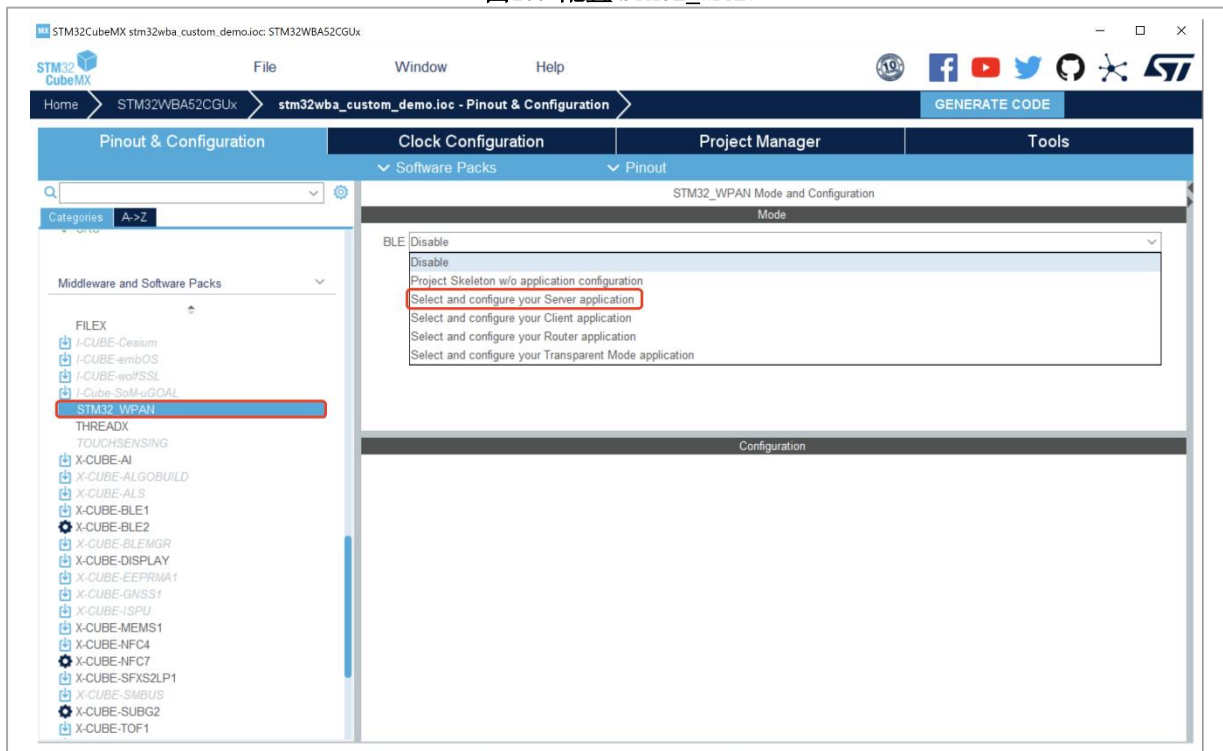 STM32CubeMX stm32wba_custom_demo.ioc: STM32WBA52CGUx
STM32
CubeMX
File
Window
Help
10
Home
STM32WBA52CGUx
stm32wba_custom_demo.ioc - Pinout & Configuration
GENERATE CODE
Pinout & Configuration
Clock Configuration
Project Manager
Tools
Software Packs
Pinout
STM32_WPAN Mode and Configuration
Categories
A->Z
Mode
BLE Disable
Disable
Project Skeleton w/o application configuration
Select and configure your Server application
Select and configure your Client application
Select and configure your Router application
Select and configure your Transparent Mode application
Configuration
Middleware and Software Packs
FILEX
I-CUBE-Cesium
I-CUBE-embOS
I-CUBE-wolfSSL
I-Cube-SoM-uGOAL
STM32_WPAN
THREADX
TOUCHSENSING
X-CUBE-AI
X-CUBE-ALGOBUILD
X-CUBE-ALS
X-CUBE-BLE1
X-CUBE-BLE2
X-CUBE-BLEMGR
X-CUBE-DISPLAY
X-CUBE-EEPRMA1
X-CUBE-GNSS1
X-CUBE-ISPU
X-CUBE-MEMS1
X-CUBE-NFC4
X-CUBE-NFC7
X-CUBE-SFXS2LP1
X-CUBE-SMBUS
X-CUBE-SUBG2
X-CUBE-TOF1